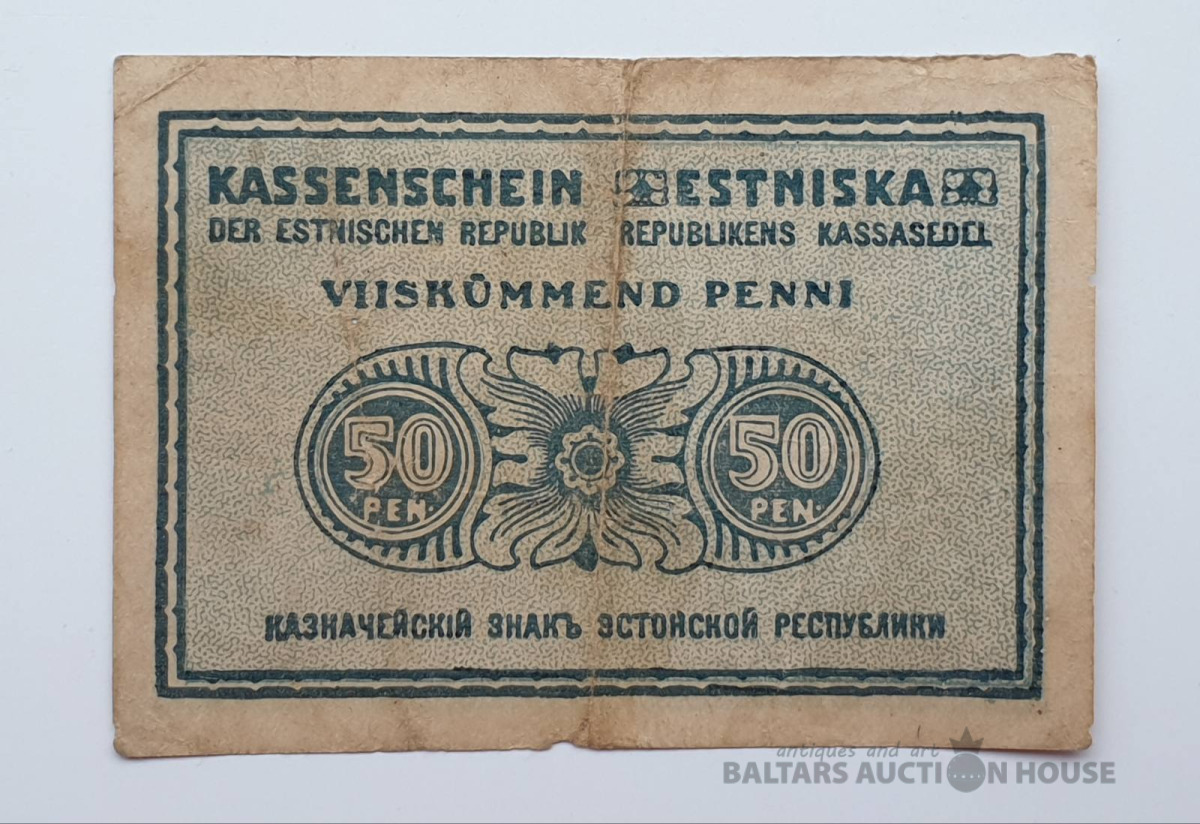 KASSENSCHEIN
DER ESTNISCHEN REPUBLIK
ESTNISKA
REPUBLIKENS KASSASEDEL
VIISKÜMMEND PENNI
50
PEN.
50
PEN.
КАЗНАЧЕЙСКІЙ ЗНАКЪ ЭСТОНСКОЙ РЕСПУБЛИКИ
antiques and art
BALTARS AUCTION HOUSE